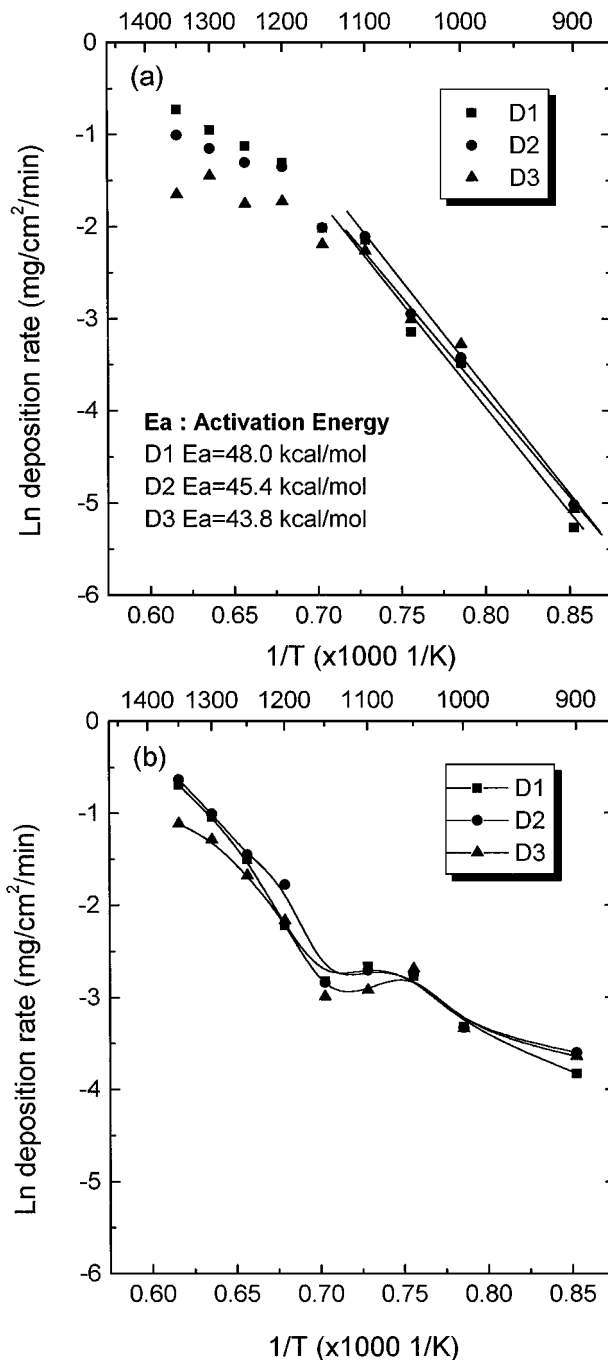 1400 1300 1200 1100 1000 900
(a)
D1
D2
D3
0
-1
-2
-3
-4
-5
-6
Ln deposition rate (mg/cm²/min)
Ea : Activation Energy
D1 Ea=48.0 kcal/mol
D2 Ea=45.4 kcal/mol
D3 Ea=43.8 kcal/mol
0.60 0.65 0.70 0.75 0.80 0.85
1/T (x1000 1/K)
1400 1300 1200 1100 1000 900
(b)
D1
D2
D3
0
-1
-2
-3
-4
-5
-6
Ln deposition rate (mg/cm²/min)
0.60 0.65 0.70 0.75 0.80 0.85
1/T (x1000 1/K)